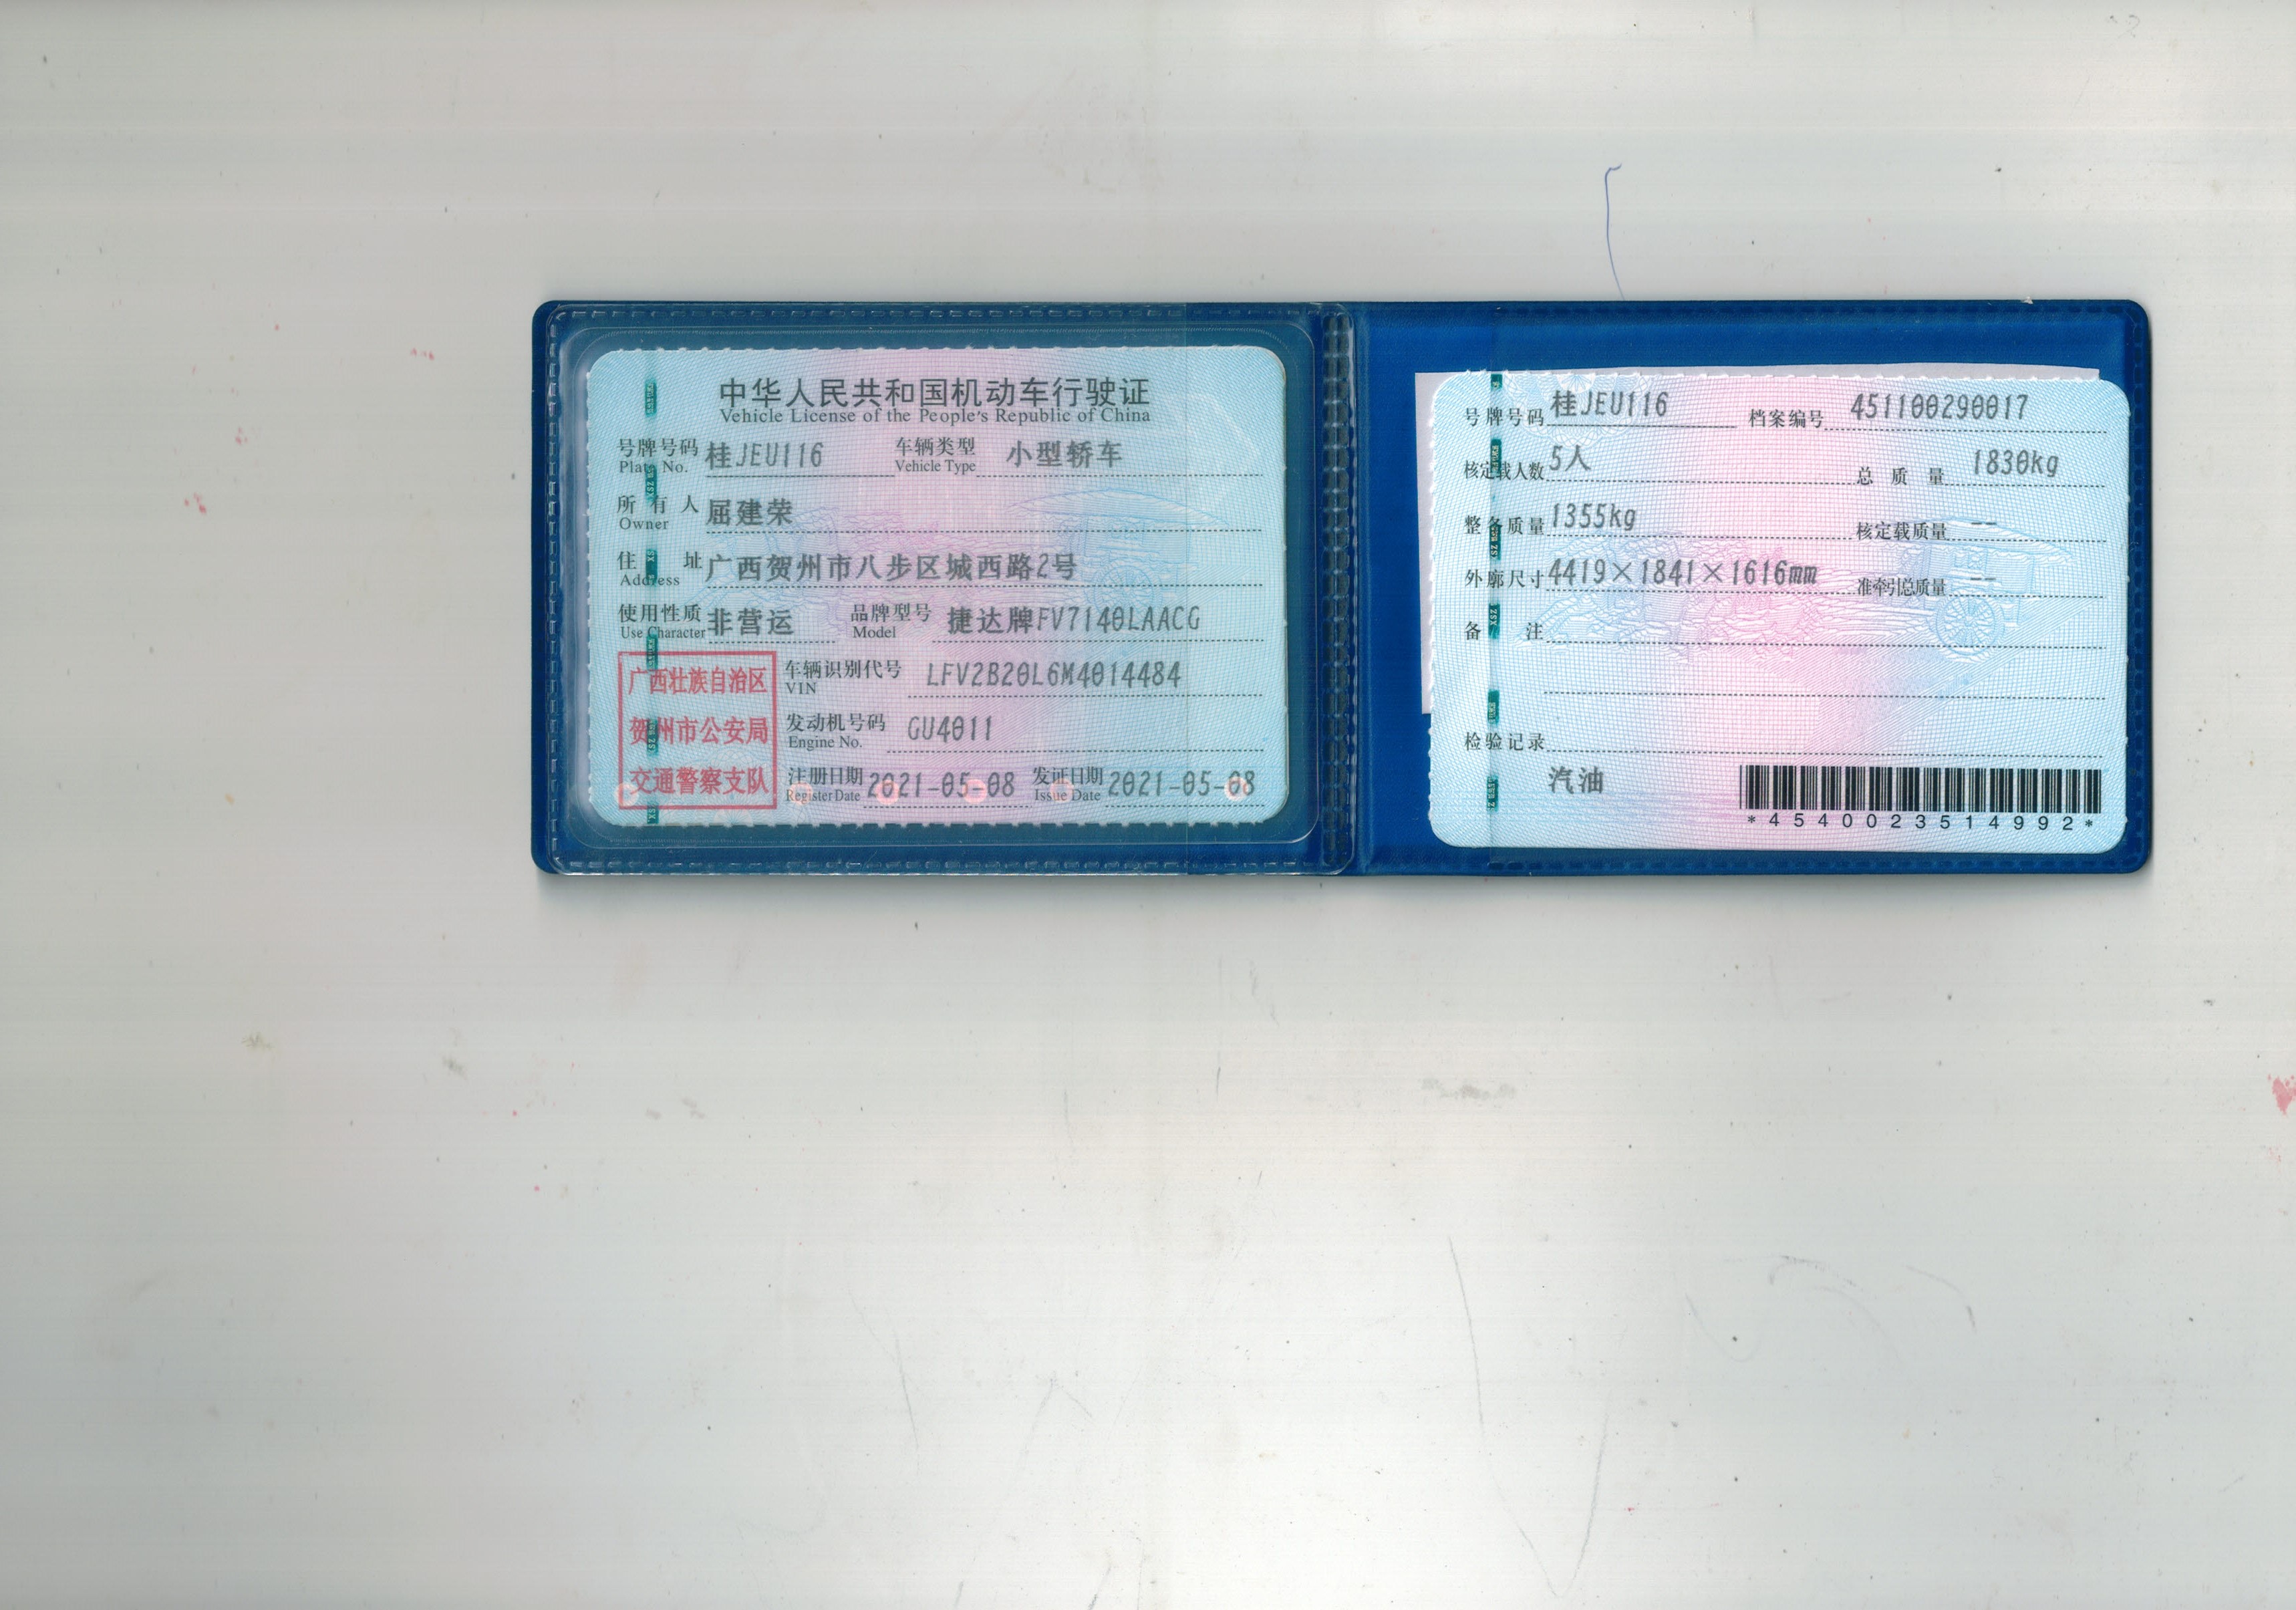 中华人民共和国机动车行驶证
Vehicle License of the People's Republic of China
号牌号码 桂JEU116 车辆类型 小型轿车
Plate No. Vehicle Type
所有人 屈建荣
Owner
住址 广西贺州市八步区城西路2号
Address
使用性质 非营运 品牌型号 捷达牌FV7140LAACG
Use Character Model
广西壮族自治区
贺州市公安局
交通警察支队
车辆识别代号 LFV2B20L6M4014484
VIN
发动机号码 GU4011
Engine No.
注册日期 2021-05-08 发证日期 2021-05-08
Register Date Issue Date
号牌号码 桂JEU116 档案编号 451100290017
核定载人数 5人 总质量 1830kg
整备质量 1355kg 核定载质量 --
外廓尺寸 4419×1841×1616mm 准牵引总质量 --
备注
检验记录
汽油
*4540023514992*